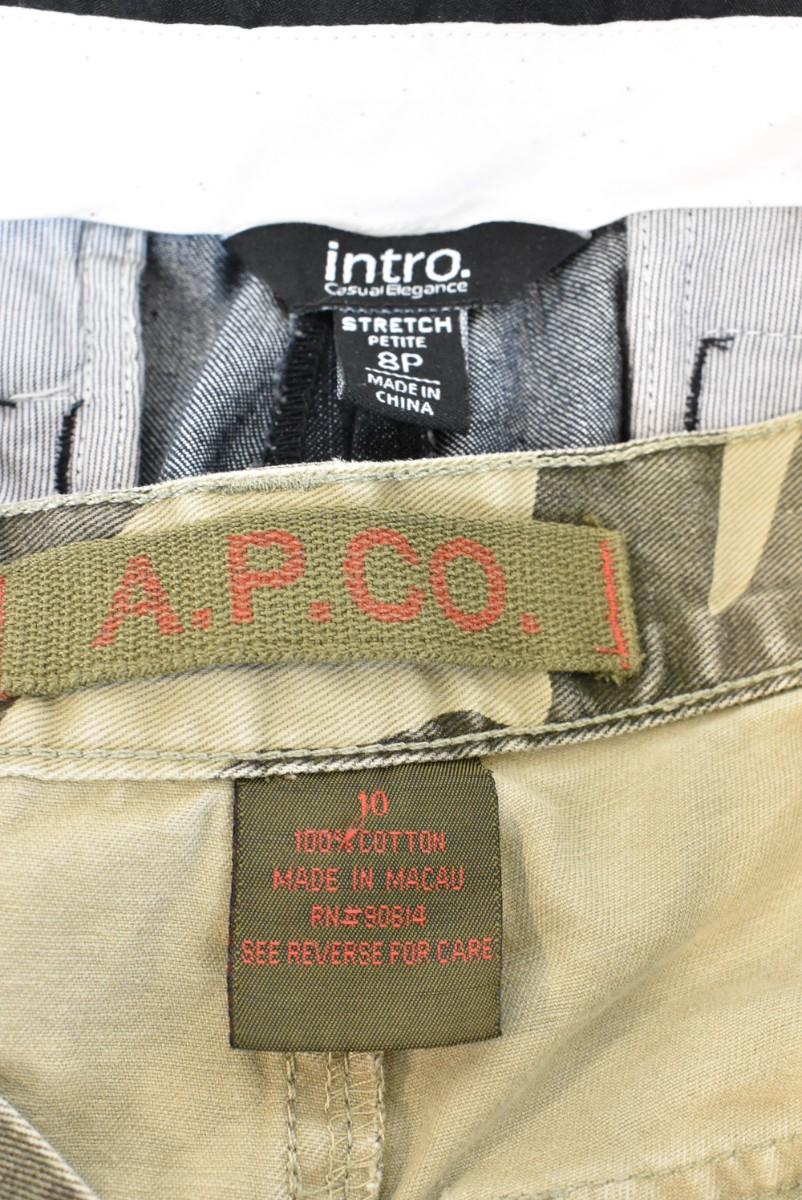 intro.
Casual Elegance
STRETCH
PETITE
8P
MADE IN
CHINA
A.P.CO.
10
100% COTTON
MADE IN MACAU
RN#90614
SEE REVERSE FOR CARE